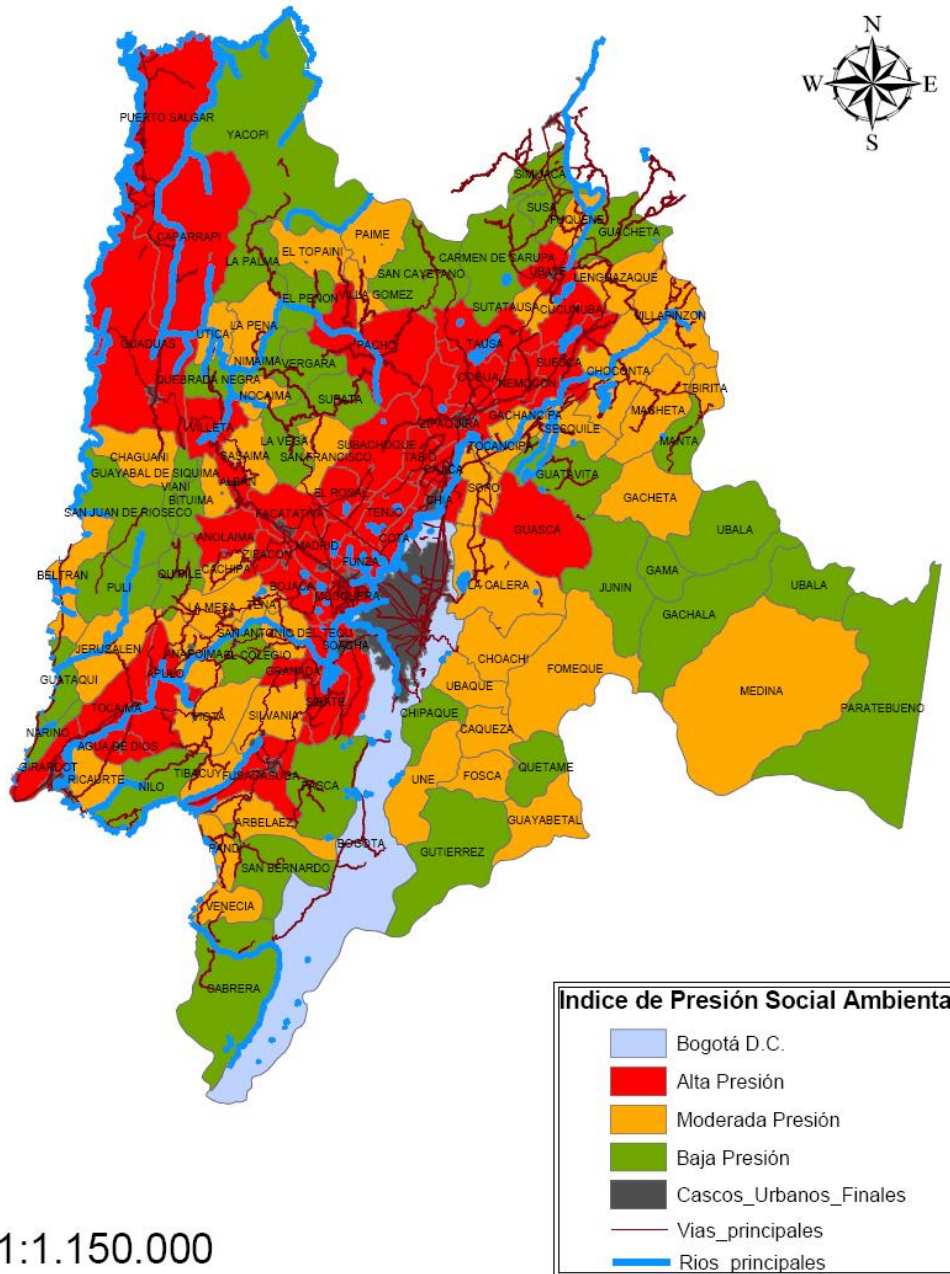 N
W E
S
PUERTO SALGAR
YACOPI
SIMIJACA
SUSA
FUQUENE
GUACHETA
CAPARRAPI
PAIME
EL TOPAINI
LA PALMA
CARMEN DE CARUPA
SAN CAYETANO
UBATE
LENGUAZAQUE
EL PEÑON
VILLA GOMEZ
SUTATAUSA
CUCUNUBA
VILLAPINZON
UTICA
LA PENA
GUADUAS
PACHO
TAUSA
NIMAIMA
VERGARA
SUESCA
CHOCONTA
QUEBRADA NEGRA
COGUA
NEMOCON
TIBIRITA
NOCAIMA
SUPATA
GACHANCIPA
MACHETA
VILLETA
ZIPAQUIRA
SESQUILE
LA VEGA
SUBACHOQUE
TOCANCIPA
MANTA
CHAGUANI
SASAIMA
SAN FRANCISCO
TABIO
CAJICA
GUATAVITA
GUAYABAL DE SIQUIMA
ALBAN
VIANI
BITUIMA
EL ROSAL
CHIA
SOPO
GACHETA
SAN JUAN DE RIOSECO
FACATATIVA
TENJO
GUASCA
UBALA
ANOLAIMA
MADRID
COTA
ZIPACON
FUNZA
GAMA
BELTRAN
CACHIPAY
PULI
QUIPILE
BOJACA
MOSQUERA
LA CALERA
JUNIN
UBALA
LA MESA
TENA
GACHALA
SAN ANTONIO DEL TEQU
SOACHA
JERUZALEN
ANAPOIMA
EL COLEGIO
CHOACHI
GUATAQUI
APULO
GRANADA
UBAQUE
FOMEQUE
MEDINA
SIBATE
TOCAIMA
VIOTA
SILVANIA
CHIPAQUE
PARATEBUENO
NARIÑO
AGUA DE DIOS
CAQUEZA
GIRARDOT
RICAURTE
TIBACUY
FUSAGASUGA
PASCA
UNE
FOSCA
QUETAME
NILO
ARBELAEZ
GUAYABETAL
PANDI
BOGOTA
GUTIERREZ
SAN BERNARDO
VENECIA
CABRERA
Indice de Presión Social Ambienta
Bogotá D.C.
Alta Presión
Moderada Presión
Baja Presión
Cascos_Urbanos_Finales
Vias_principales
Rios_principales
1:1.150.000